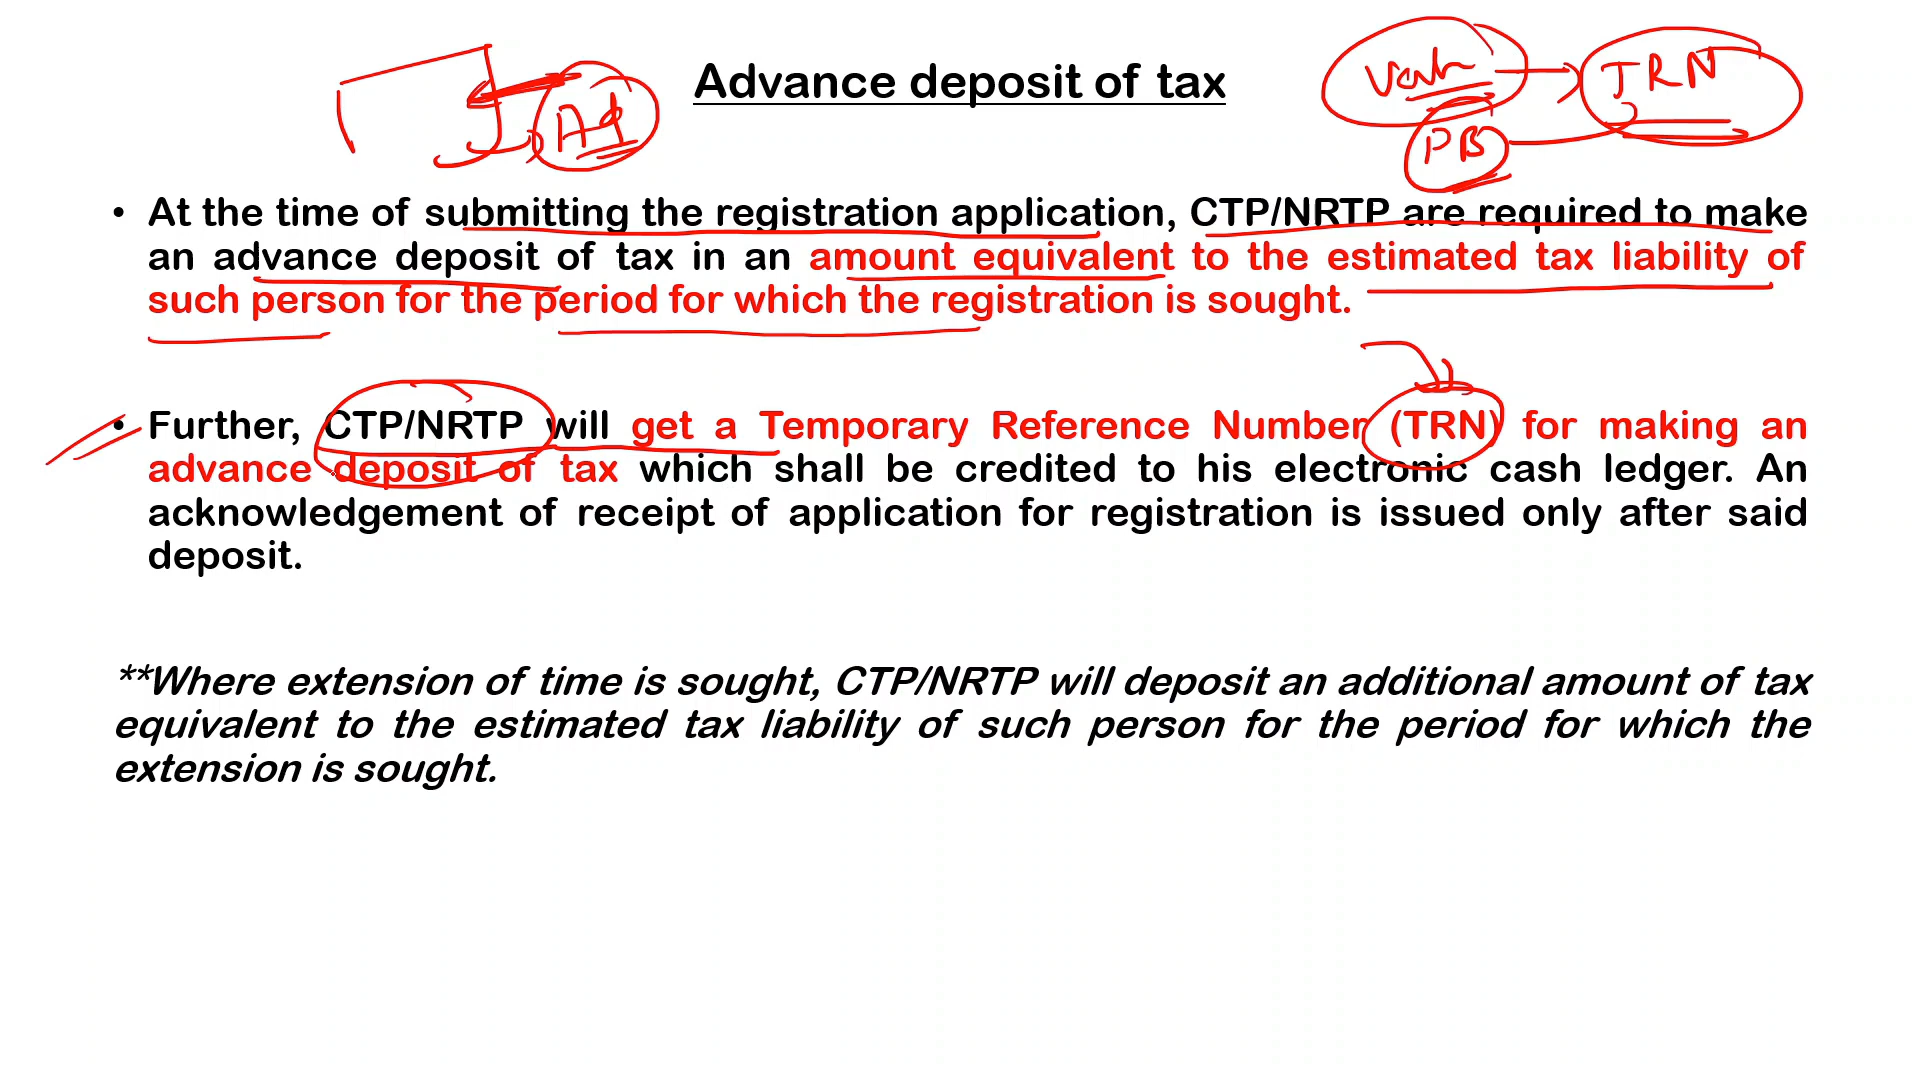 Advance deposit of tax
Ad
TRN
PB
• At the time of submitting the registration application, CTP/NRTP are required to make
an advance deposit of tax in an amount equivalent to the estimated tax liability of
such person for the period for which the registration is sought.
• Further, CTP/NRTP will get a Temporary Reference Number (TRN) for making an
advance deposit of tax which shall be credited to his electronic cash ledger. An
acknowledgement of receipt of application for registration is issued only after said
deposit.
**Where extension of time is sought, CTP/NRTP will deposit an additional amount of tax
equivalent to the estimated tax liability of such person for the period for which the
extension is sought.